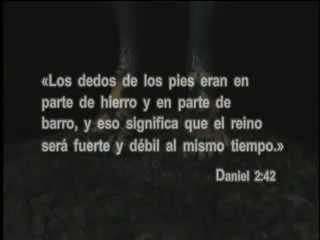 «Los dedos de los pies eran en
parte de hierro y en parte de
barro, y eso significa que el reino
será fuerte y débil al mismo tiempo.»
Daniel 2:42